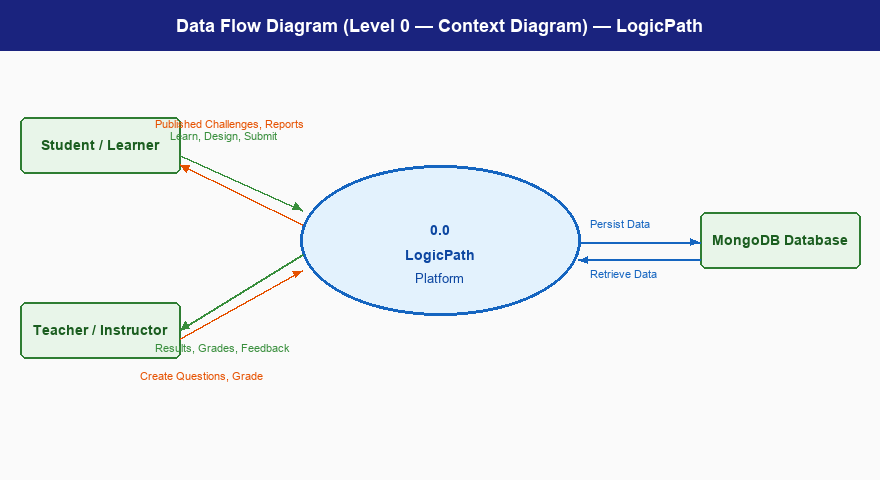 Data Flow Diagram (Level 0 — Context Diagram) — LogicPath
Published Challenges, Reports
Learn, Design, Submit
Student / Learner
0.0
LogicPath
Platform
Persist Data
MongoDB Database
Retrieve Data
Teacher / Instructor
Results, Grades, Feedback
Create Questions, Grade